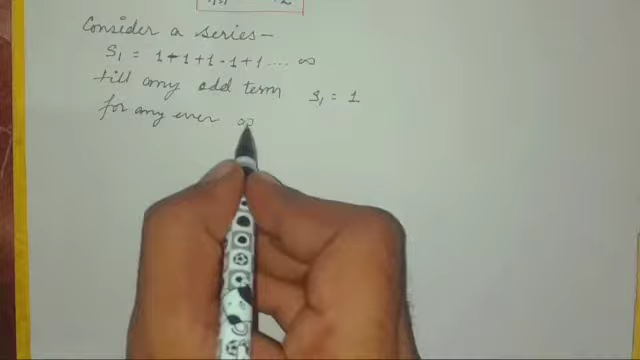 Consider a series-
S₁ = 1-1+1-1+1.... ∞
till any odd term S₁ = 1
for any even